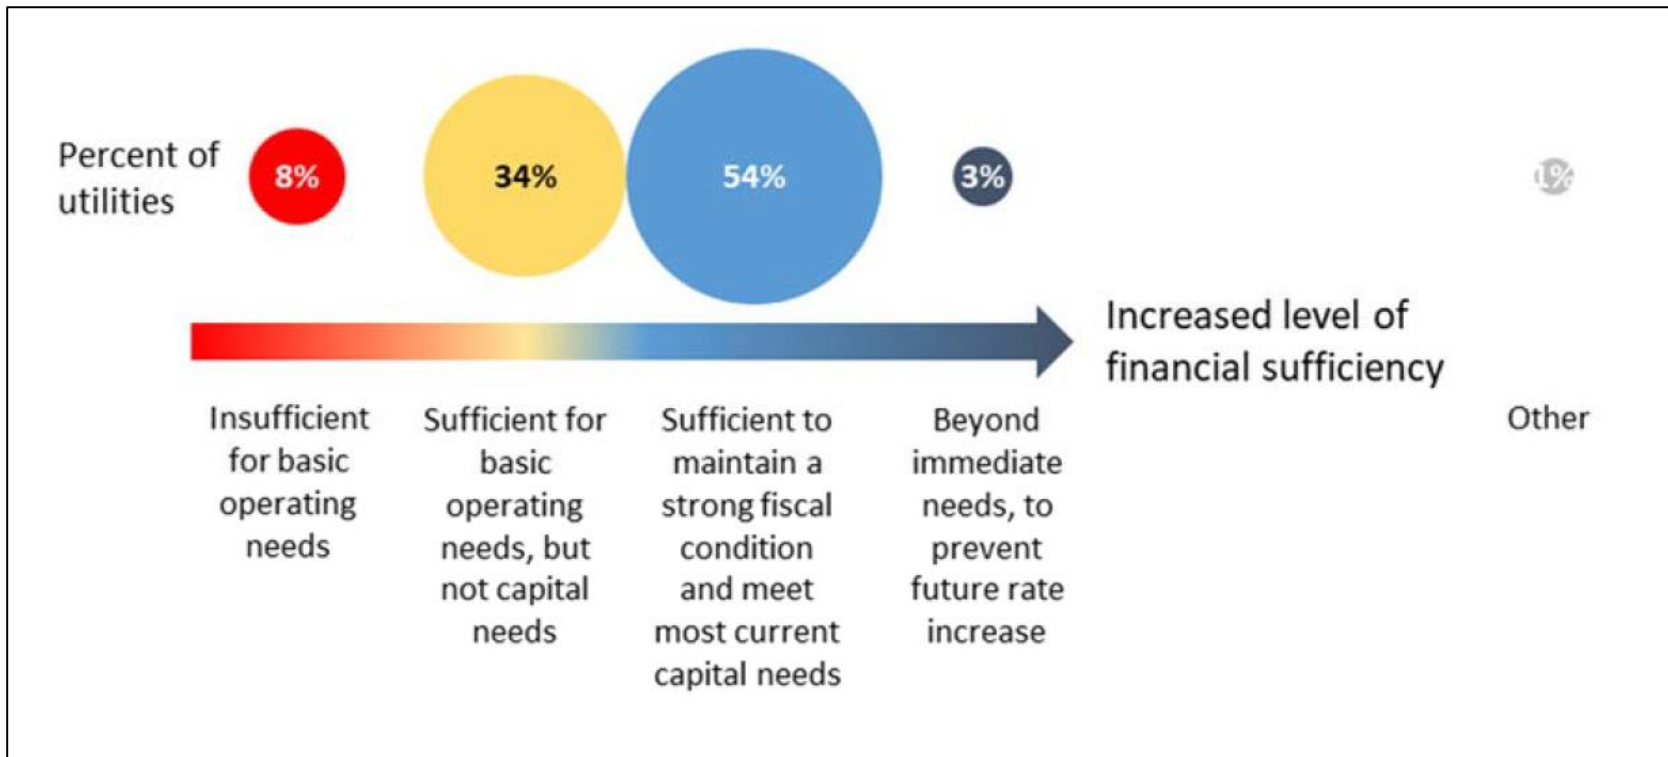 Percent of
utilities
8%
34%
54%
3%
1%
Increased level of
financial sufficiency
Insufficient
for basic
operating
needs
Sufficient for
basic
operating
needs, but
not capital
needs
Sufficient to
maintain a
strong fiscal
condition
and meet
most current
capital needs
Beyond
immediate
needs, to
prevent
future rate
increase
Other